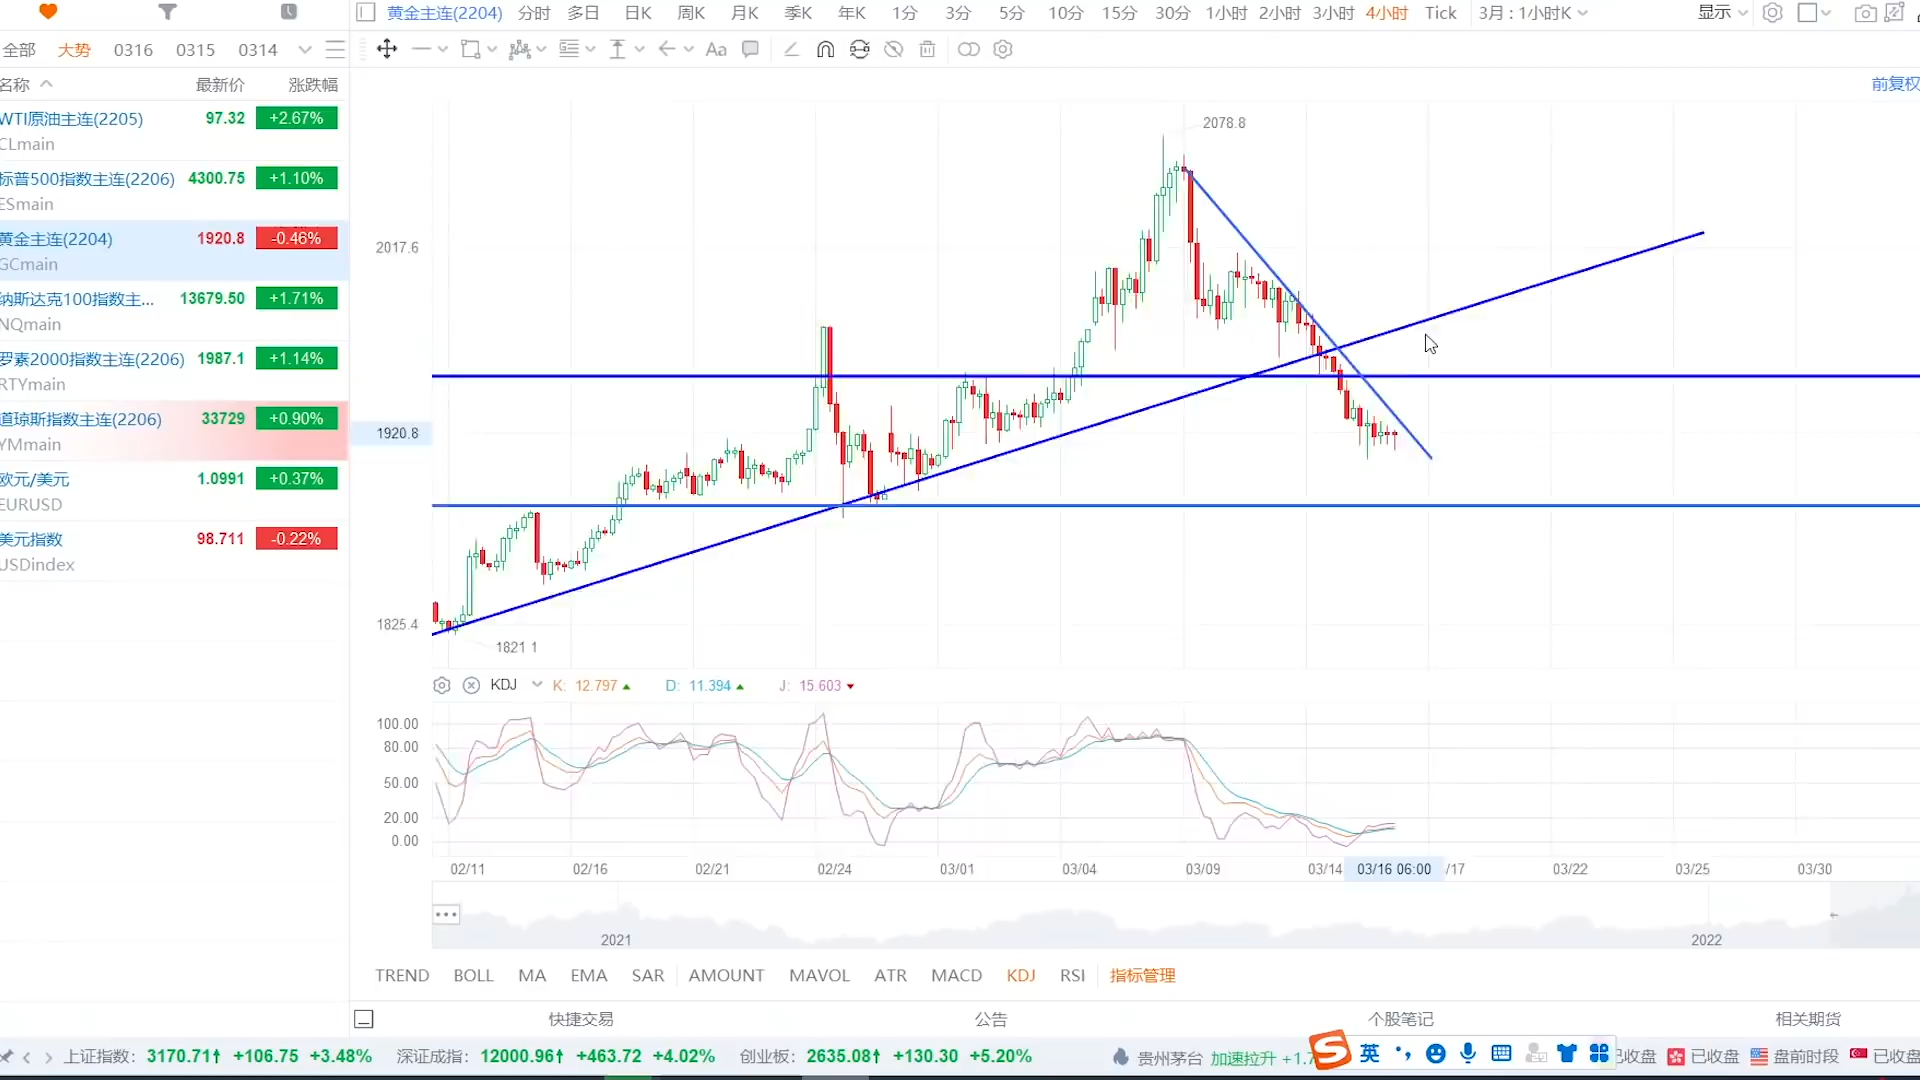 黄金主连(2204) 分时 多日 日K 周K 月K 季K 年K 1分 3分 5分 10分 15分 30分 1小时 2小时 3小时 4小时 Tick 3月 : 1小时K 显示
全部 大势 0316 0315 0314
Aa
名称 最新价 涨跌幅
前复权
WTI原油主连(2205) 97.32 +2.67%
CLmain
标普500指数主连(2206) 4300.75 +1.10%
ESmain
黄金主连(2204) 1920.8 -0.46%
GCmain
纳斯达克100指数主... 13679.50 +1.71%
NQmain
罗素2000指数主连(2206) 1987.1 +1.14%
RTYmain
道琼斯指数主连(2206) 33729 +0.90%
YMmain
欧元/美元 1.0991 +0.37%
EURUSD
美元指数 98.711 -0.22%
USDindex
2078.8
2017.6
1920.8
1825.4
1821 1
KDJ K: 12.797 D: 11.394 J: 15.603
100.00
80.00
50.00
20.00
0.00
02/11 02/16 02/21 02/24 03/01 03/04 03/09 03/14 03/16 06:00 /17 03/22 03/25 03/30
2021 2022
TREND BOLL MA EMA SAR AMOUNT MAVOL ATR MACD KDJ RSI 指标管理
快捷交易 公告 个股笔记 相关期货
上证指数: 3170.71↑ +106.75 +3.48% 深证成指: 12000.96↑ +463.72 +4.02% 创业板: 2635.08↑ +130.30 +5.20% 贵州茅台 加速拉升 +1.7 S 英 已收盘 已收盘 盘前时段 已收盘